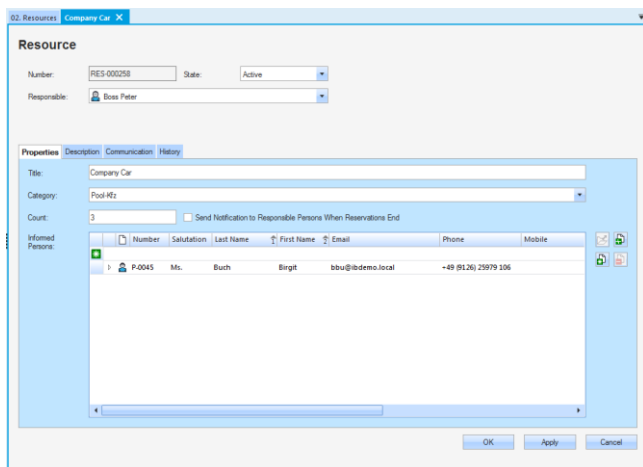 02. Resources Company Car X
Resource
Number: RES-000258 State: Active
Responsible: Boss Peter
Properties Description Communication History
Title: Company Car
Category: Pool-Kfz
Count: 3 Send Notification to Responsible Persons When Reservations End
Informed Persons:
Number Salutation Last Name First Name Email Phone Mobile
P-0045 Ms. Buch Birgit bbu@ibdemo.local +49 (9126) 25979 106
OK Apply Cancel